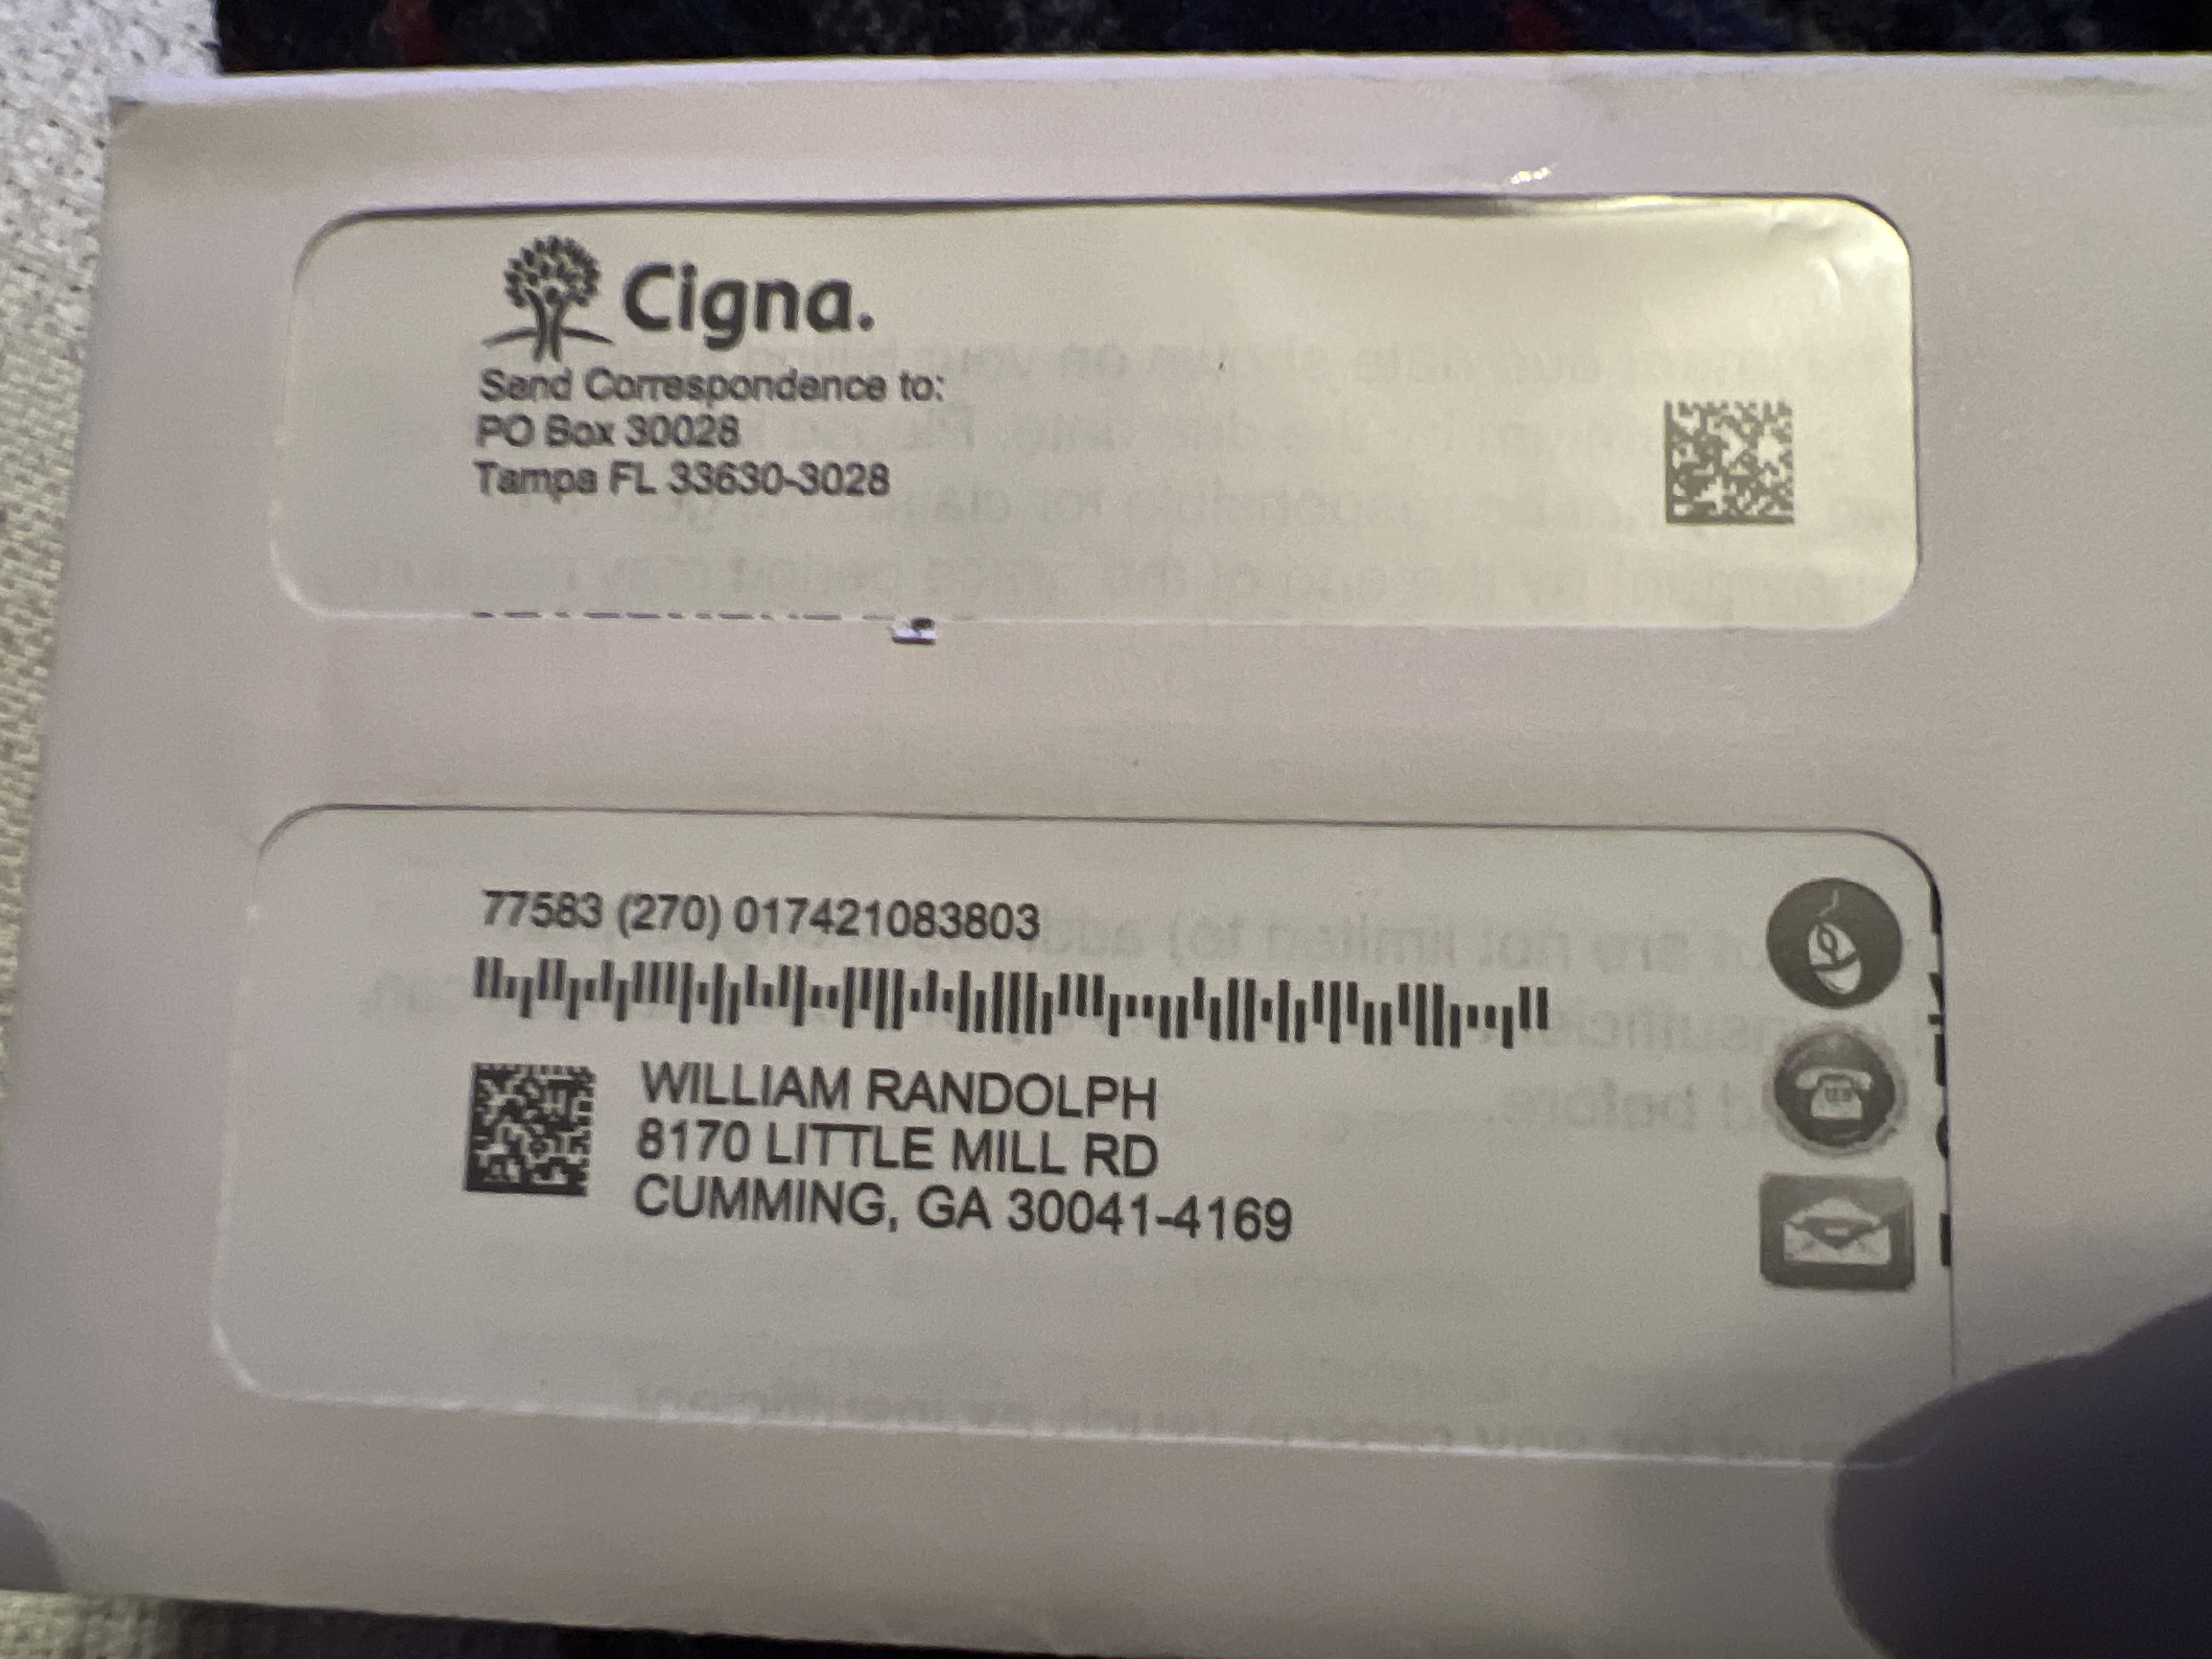 Cigna.
Send Correspondence to:
PO Box 30028
Tampa FL 33630-3028
77583 (270) 017421083803
WILLIAM RANDOLPH
8170 LITTLE MILL RD
CUMMING, GA 30041-4169